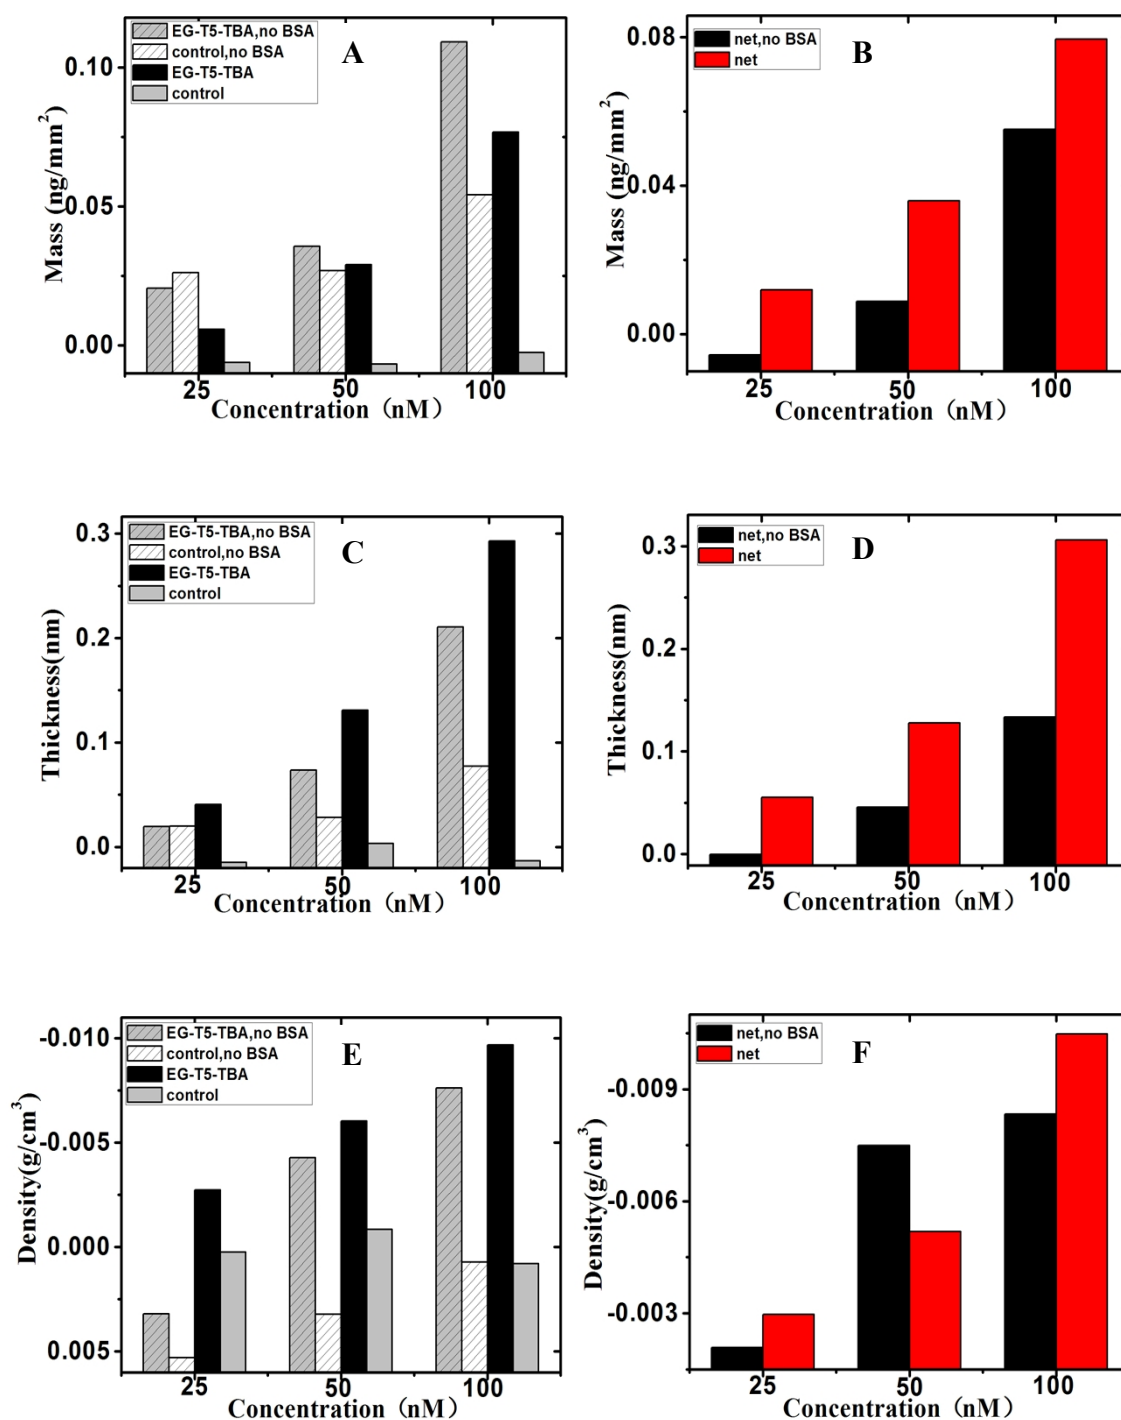 EG-T5-TBA,no BSA
control,no BSA
EG-T5-TBA
control
A
0.10
0.05
0.00
Mass (ng/mm2)
25 50 100
Concentration (nM)
net,no BSA
net
B
0.08
0.04
0.00
Mass (ng/mm2)
25 50 100
Concentration (nM)
EG-T5-TBA,no BSA
control,no BSA
EG-T5-TBA
control
C
0.3
0.2
0.1
0.0
Thickness(nm)
25 50 100
Concentration (nM)
net,no BSA
net
D
0.3
0.2
0.1
0.0
Thickness(nm)
25 50 100
Concentration (nM)
EG-T5-TBA,no BSA
control,no BSA
EG-T5-TBA
control
E
-0.010
-0.005
0.000
0.005
Density(g/cm3)
25 50 100
Concentration (nM)
net,no BSA
net
F
-0.009
-0.006
-0.003
Density(g/cm3)
25 50 100
Concentration (nM)